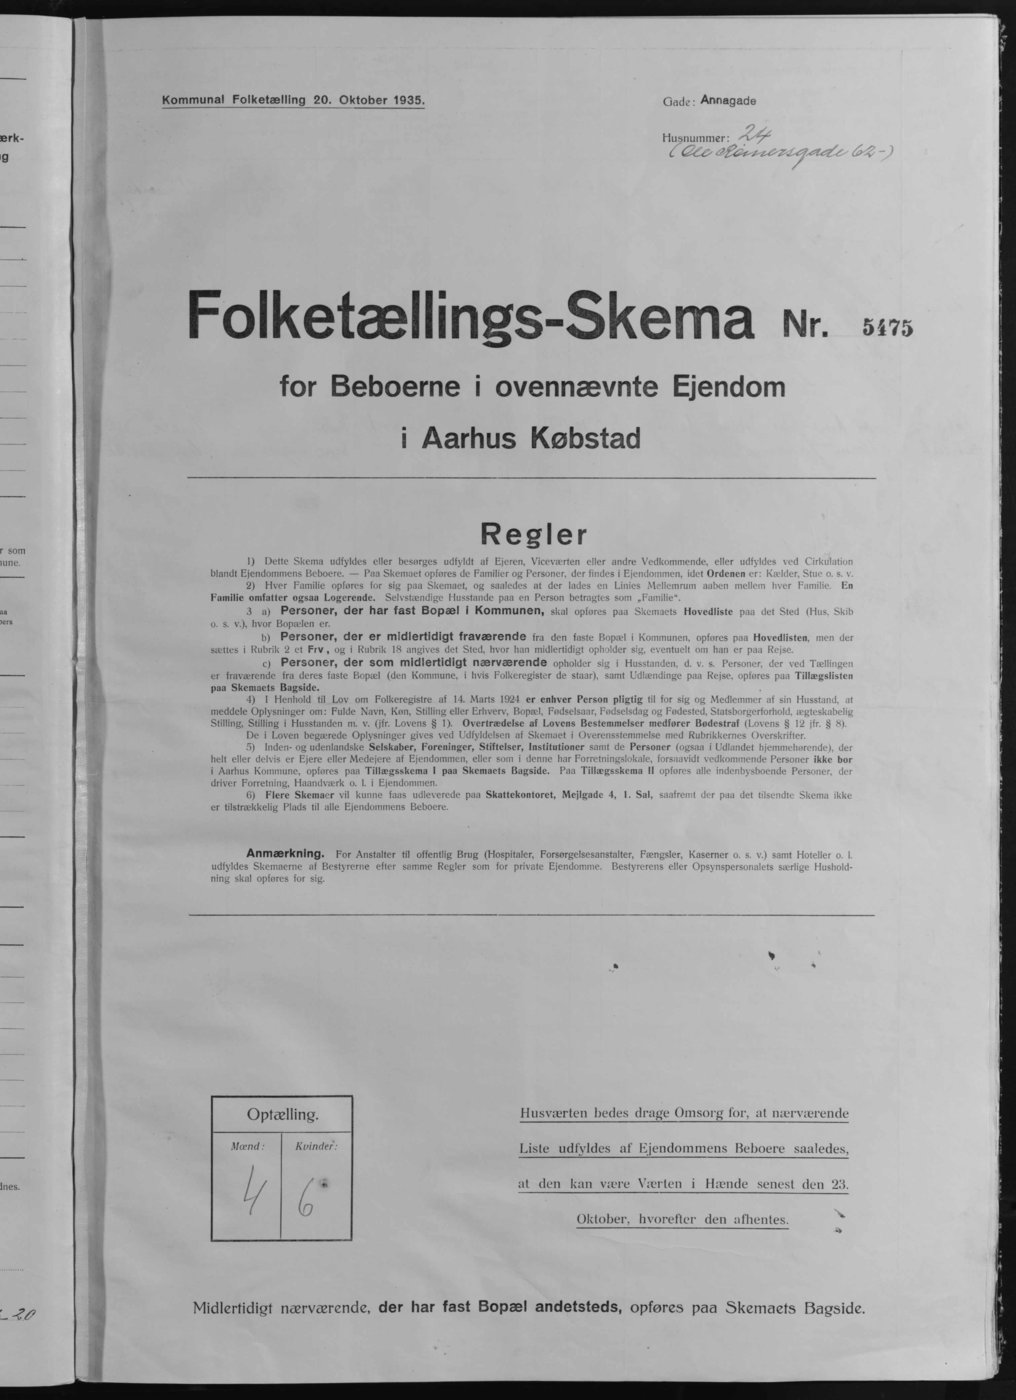 Kommunal Folketælling 20. Oktober 1935.
Gade: Annagade
Husnummer: 24
(Ole Rømersgade 62-)
Folketællings-Skema Nr. 5475
for Beboerne i ovennævnte Ejendom
i Aarhus Købstad
Regler
1) Dette Skema udfyldes eller besørges udfyldt af Ejeren, Viceværten eller andre Vedkommende, eller udfyldes ved Cirkulation
blandt Ejendommens Beboere. — Paa Skemaet opføres de Familier og Personer, der findes i Ejendommen, idet Ordenen er: Kælder, Stue o. s. v.
2) Hver Familie opføres for sig paa Skemaet, og saaledes at der lades en Linies Mellemrum aaben mellem hver Familie. En
Familie omfatter ogsaa Logerende. Selvstændige Husstande paa en Person betragtes som „Familie“.
3 a) Personer, der har fast Bopæl i Kommunen, skal opføres paa Skemaets Hovedliste paa det Sted (Hus, Skib
o. s. v.), hvor Bopælen er.
b) Personer, der er midlertidigt fraværende fra den faste Bopæl i Kommunen, opføres paa Hovedlisten, men der
sættes i Rubrik 2 et Frv, og i Rubrik 18 angives det Sted, hvor han midlertidigt opholder sig, eventuelt om han er paa Rejse.
c) Personer, der som midlertidigt nærværende opholder sig i Husstanden, d. v. s. Personer, der ved Tællingen
er fraværende fra deres faste Bopæl (den Kommune, i hvis Folkeregister de staar), samt Udlændinge paa Rejse, opføres paa Tillægslisten
paa Skemaets Bagside.
4) I Henhold til Lov om Folkeregistre af 14. Marts 1924 er enhver Person pligtig til for sig og Medlemmer af sin Husstand, at
meddele Oplysninger om: Fulde Navn, Køn, Stilling eller Erhverv, Bopæl, Fødselsaar, Fødselsdag og Fødested, Statsborgerforhold, ægteskabelig
Stilling, Stilling i Husstanden m. v. (jfr. Lovens § 1). Overtrædelse af Lovens Bestemmelser medfører Bødestraf (Lovens § 12 jfr. § 8).
De i Loven begærede Oplysninger gives ved Udfyldelsen af Skemaet i Overensstemmelse med Rubrikkernes Overskrifter.
5) Inden- og udenlandske Selskaber, Foreninger, Stiftelser, Institutioner samt de Personer (ogsaa i Udlandet hjemmehørende), der
helt eller delvis er Ejere eller Medejere af Ejendommen, eller som i denne har Forretningslokale, forsaavidt vedkommende Personer ikke bor
i Aarhus Kommune, opføres paa Tillægsskema I paa Skemaets Bagside. Paa Tillægsskema II opføres alle indenbysboende Personer, der
driver Forretning, Haandværk o. l. i Ejendommen.
6) Flere Skemaer vil kunne faas udleverede paa Skattekontoret, Mejlgade 4, 1. Sal, saafremt der paa det tilsendte Skema ikke
er tilstrækkelig Plads til alle Ejendommens Beboere.
Anmærkning. For Anstalter til offentlig Brug (Hospitaler, Forsørgelsesanstalter, Fængsler, Kaserner o. s. v.) samt Hoteller o. l.
udfyldes Skemaerne af Bestyrerne efter samme Regler som for private Ejendomme. Bestyrerens eller Opsynspersonalets særlige Hushold-
ning skal opføres for sig.
Optælling.
Mænd: Kvinder:
4 6
Husværten bedes drage Omsorg for, at nærværende
Liste udfyldes af Ejendommens Beboere saaledes,
at den kan være Værten i Hænde senest den 23.
Oktober, hvorefter den afhentes.
Midlertidigt nærværende, der har fast Bopæl andetsteds, opføres paa Skemaets Bagside.